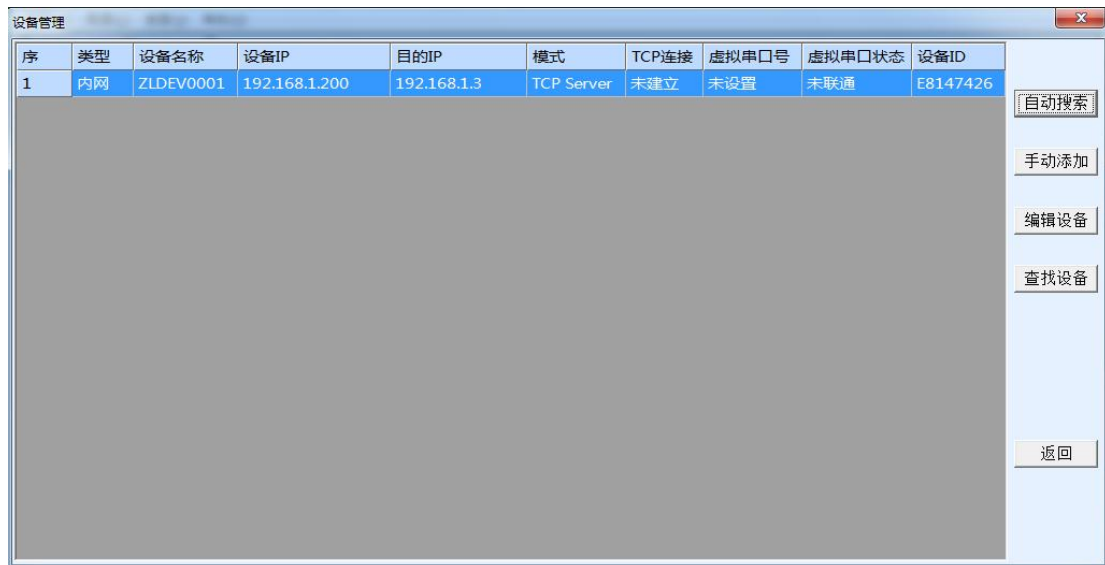 设备管理
序 类型 设备名称 设备IP 目的IP 模式 TCP连接 虚拟串口号 虚拟串口状态 设备ID
1 内网 ZLDEV0001 192.168.1.200 192.168.1.3 TCP Server 未建立 未设置 未联通 E8147426
自动搜索
手动添加
编辑设备
查找设备
返回